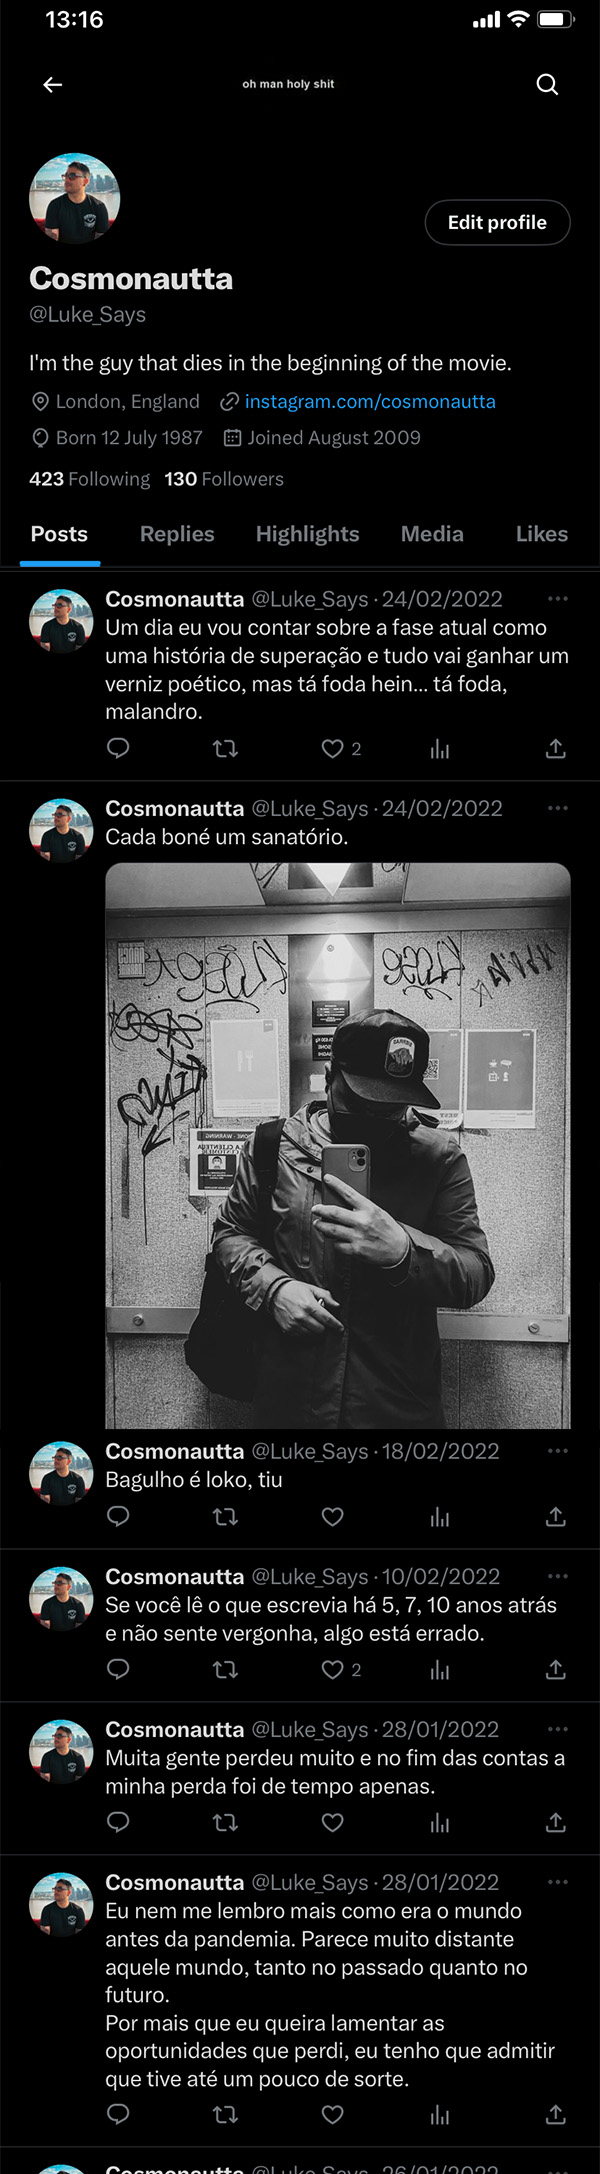 13:16
oh man holy shit
Edit profile
Cosmonautta
@Luke_Says
I'm the guy that dies in the beginning of the movie.
London, England instagram.com/cosmonautta
Born 12 July 1987 Joined August 2009
423 Following 130 Followers
Posts Replies Highlights Media Likes
Cosmonautta @Luke_Says · 24/02/2022
Um dia eu vou contar sobre a fase atual como
uma história de superação e tudo vai ganhar um
verniz poético, mas tá foda hein... tá foda,
malandro.
2
Cosmonautta @Luke_Says · 24/02/2022
Cada boné um sanatório.
Cosmonautta @Luke_Says · 18/02/2022
Bagulho é loko, tiu
Cosmonautta @Luke_Says · 10/02/2022
Se você lê o que escrevia há 5, 7, 10 anos atrás
e não sente vergonha, algo está errado.
2
Cosmonautta @Luke_Says · 28/01/2022
Muita gente perdeu muito e no fim das contas a
minha perda foi de tempo apenas.
Cosmonautta @Luke_Says · 28/01/2022
Eu nem me lembro mais como era o mundo
antes da pandemia. Parece muito distante
aquele mundo, tanto no passado quanto no
futuro.
Por mais que eu queira lamentar as
oportunidades que perdi, eu tenho que admitir
que tive até um pouco de sorte.
Cosmonautta @Luke_Says · 26/01/2022